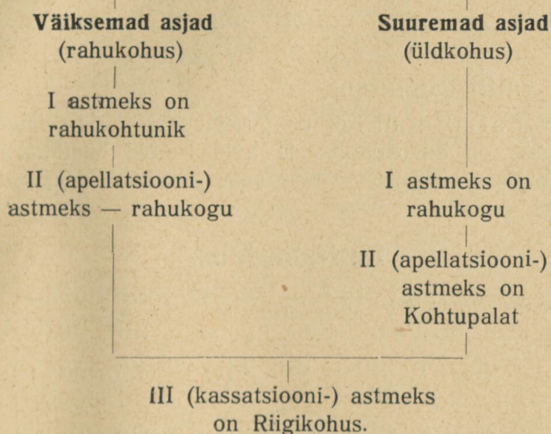 Väiksemad asjad
(rahukohus)
I astmeks on
rahukohtunik
II (apellatsiooni-)
astmeks — rahukogu
Suuremad asjad
(üldkohus)
I astmeks on
rahukogu
II (apellatsiooni-)
astmeks on
Kohtupalat
III (kassatsiooni-) astmeks
on Riigikohus.